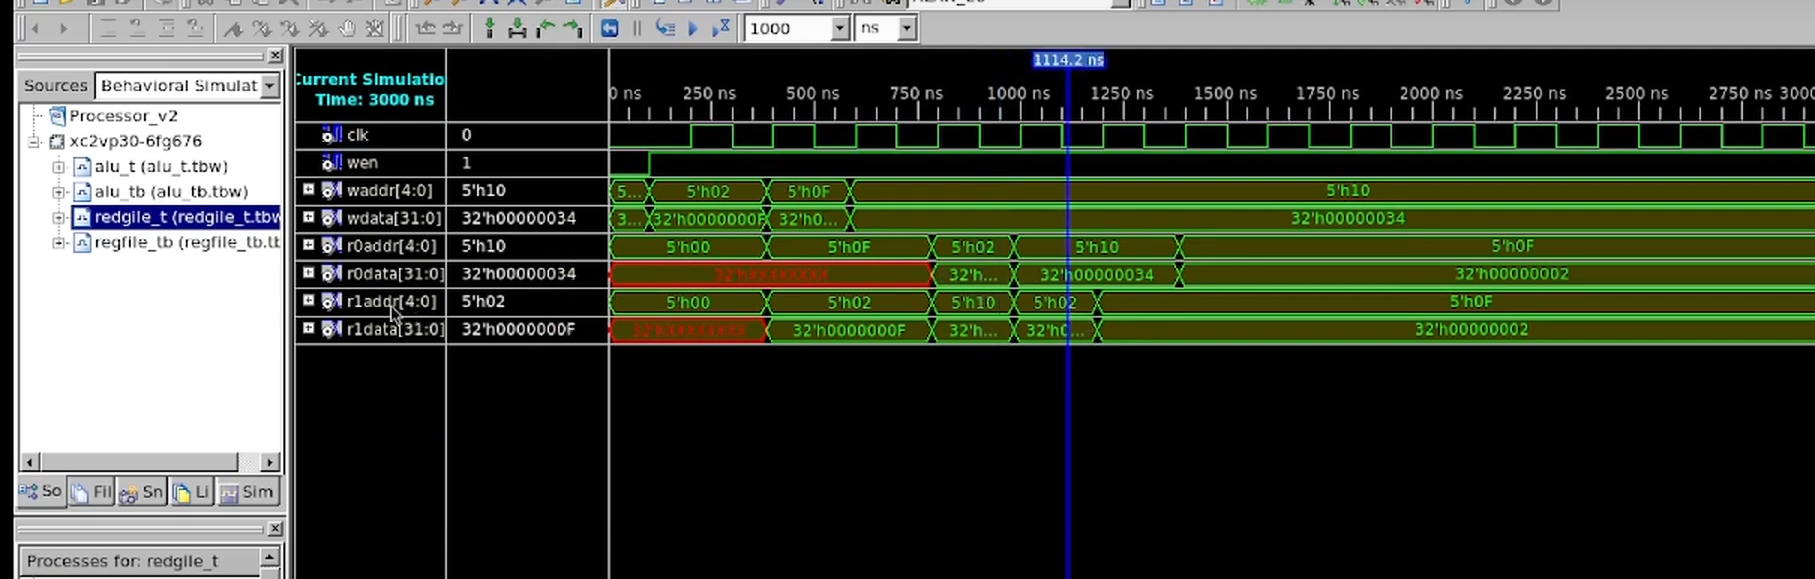 1000 ns
Sources Behavioral Simulat
Processor_v2
xc2vp30-6fg676
alu_t (alu_t.tbw)
alu_tb (alu_tb.tbw)
redgile_t (redgile_t.tbw
regfile_tb (regfile_tb.tb
So Fil Sn Li Sim
Processes for: redgile_t
urrent Simulatio
Time: 3000 ns
1114.2 ns
0 ns 250 ns 500 ns 750 ns 1000 ns 1250 ns 1500 ns 1750 ns 2000 ns 2250 ns 2500 ns 2750 ns 3000
clk 0
wen 1
waddr[4:0] 5'h10 5... 5'h02 5'h0F 5'h10
wdata[31:0] 32'h00000034 3... 32'h0000000F 32'h0... 32'h00000034
r0addr[4:0] 5'h10 5'h00 5'h0F 5'h02 5'h10 5'h0F
r0data[31:0] 32'h00000034 32'h... 32'h00000034 32'h00000002
r1addr[4:0] 5'h02 5'h00 5'h02 5'h10 5'h02 5'h0F
r1data[31:0] 32'h0000000F 32'h0000000F 32'h... 32'h0... 32'h00000002